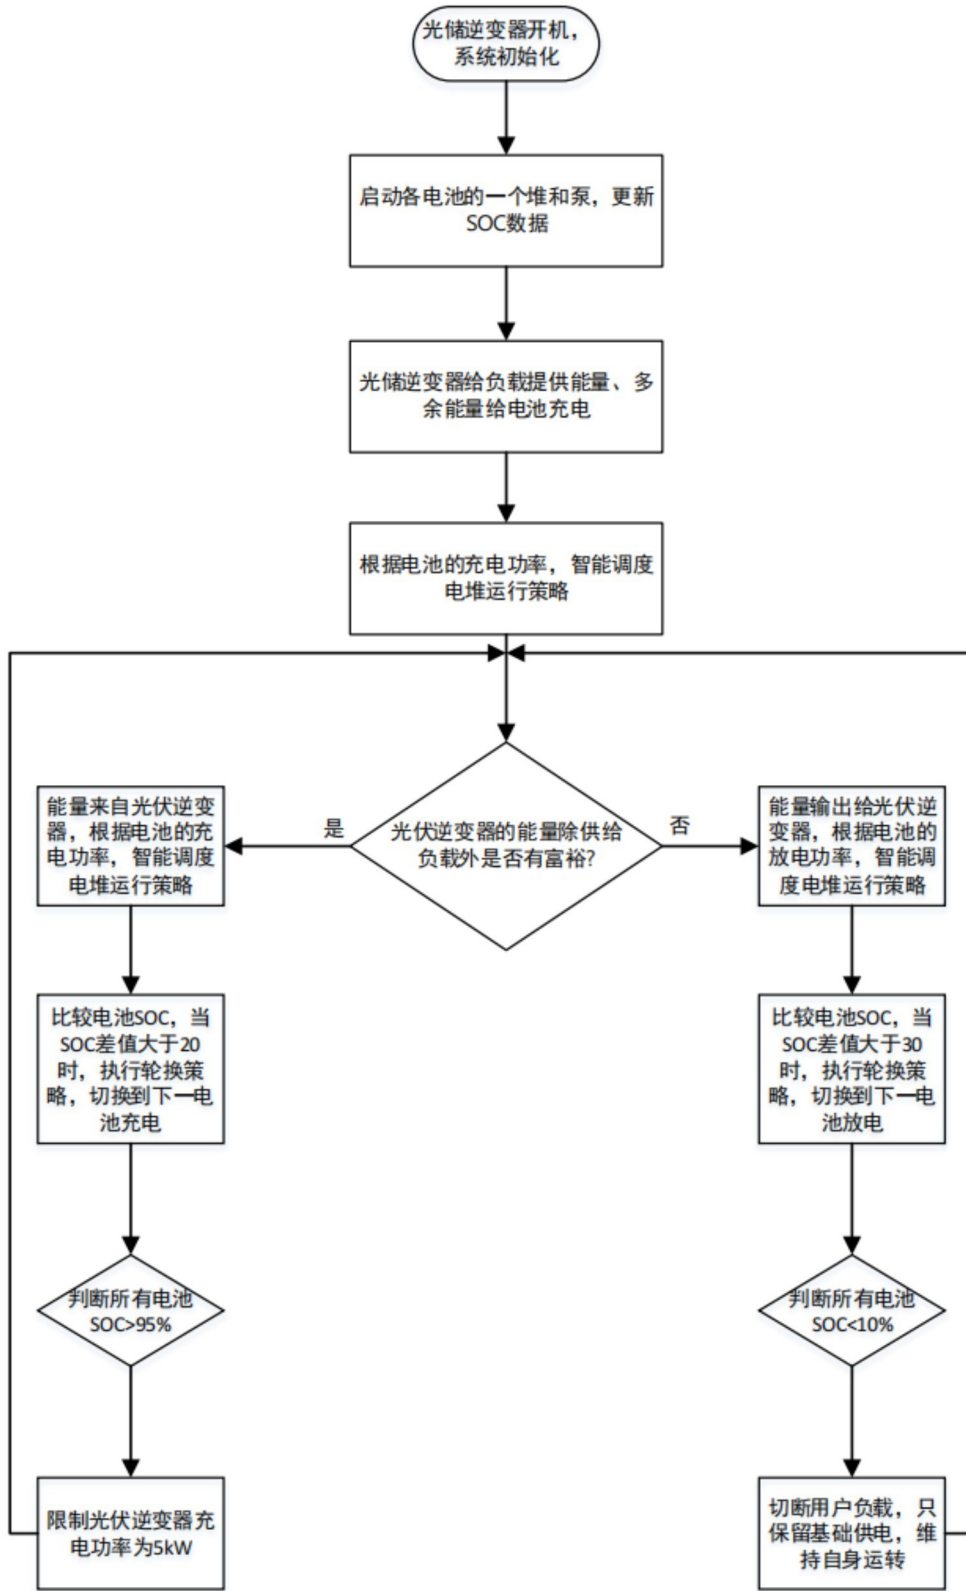 光储逆变器开机，
系统初始化
启动各电池的一个堆和泵，更新
SOC数据
光储逆变器给负载提供能量、多
余能量给电池充电
根据电池的充电功率，智能调度
电堆运行策略
光伏逆变器的能量除供给
负载外是否有富裕?
是
否
能量来自光伏逆变
器，根据电池的充
电功率，智能调度
电堆运行策略
比较电池SOC，当
SOC差值大于20
时，执行轮换策
略，切换到下一电
池充电
判断所有电池
SOC>95%
限制光伏逆变器充
电功率为5kW
能量输出给光伏逆
变器，根据电池的
放电功率，智能调
度电堆运行策略
比较电池SOC，当
SOC差值大于30
时，执行轮换策
略，切换到下一电
池放电
判断所有电池
SOC<10%
切断用户负载，只
保留基础供电，维
持自身运转